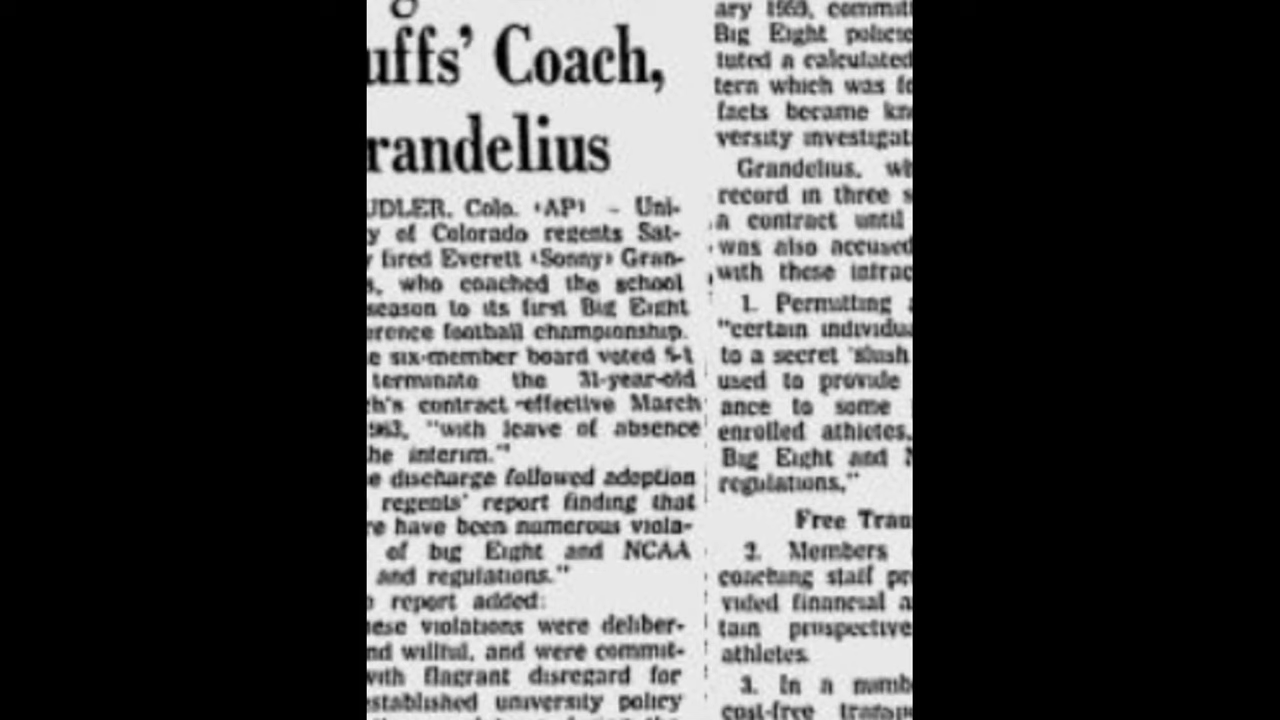 uffs' Coach,
randelius
UDLER, Colo. (AP) - Uni-
y of Colorado regents Sat-
r fired Everett (Sonny) Gran-
s, who coached the school
season to its first Big Eight
erence football championship.
e six-member board voted 5-1
terminate the 31-year-old
ch's contract effective March
963, "with leave of absence
he interim."
e discharge followed adoption
regents' report finding that
re have been numerous viola-
of big Eight and NCAA
and regulations."
report added:
hese violations were deliber-
nd willful, and were commit-
with flagrant disregard for
established university policy
ary 1959, commit
Big Eight policie
tuted a calculated
tern which was fo
facts became kn
versity investigat
Grandelius, wh
record in three s
a contract until
was also accused
with these infrac
1. Permitting a
"certain individu
to a secret 'slush
used to provide
ance to some
enrolled athletes,
Big Eight and N
regulations."
Free Tran
2. Members
coaching staff pr
vided financial a
tain prospective
athletes.
3. In a numb
cost-free transp